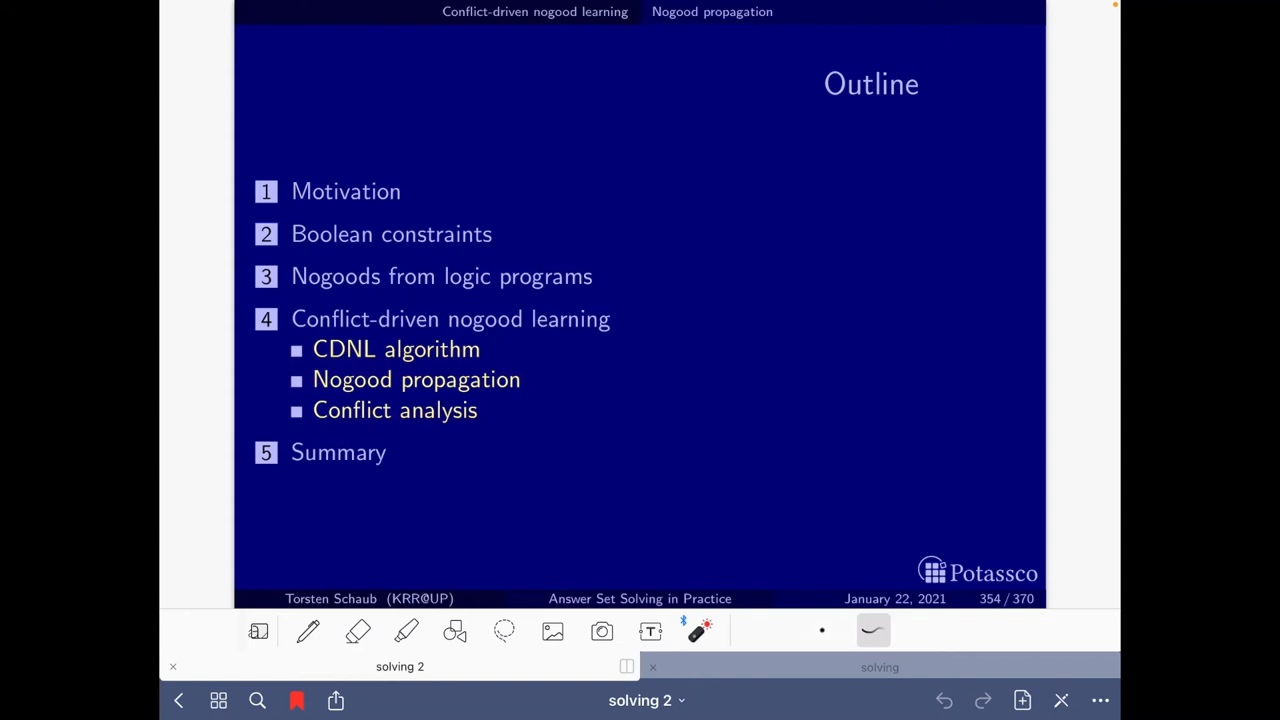 Conflict-driven nogood learning Nogood propagation
Outline
1 Motivation
2 Boolean constraints
3 Nogoods from logic programs
4 Conflict-driven nogood learning
CDNL algorithm
Nogood propagation
Conflict analysis
5 Summary
Potassco
Torsten Schaub (KRR@UP) Answer Set Solving in Practice January 22, 2021 354 / 370
T
solving 2 solving
solving 2